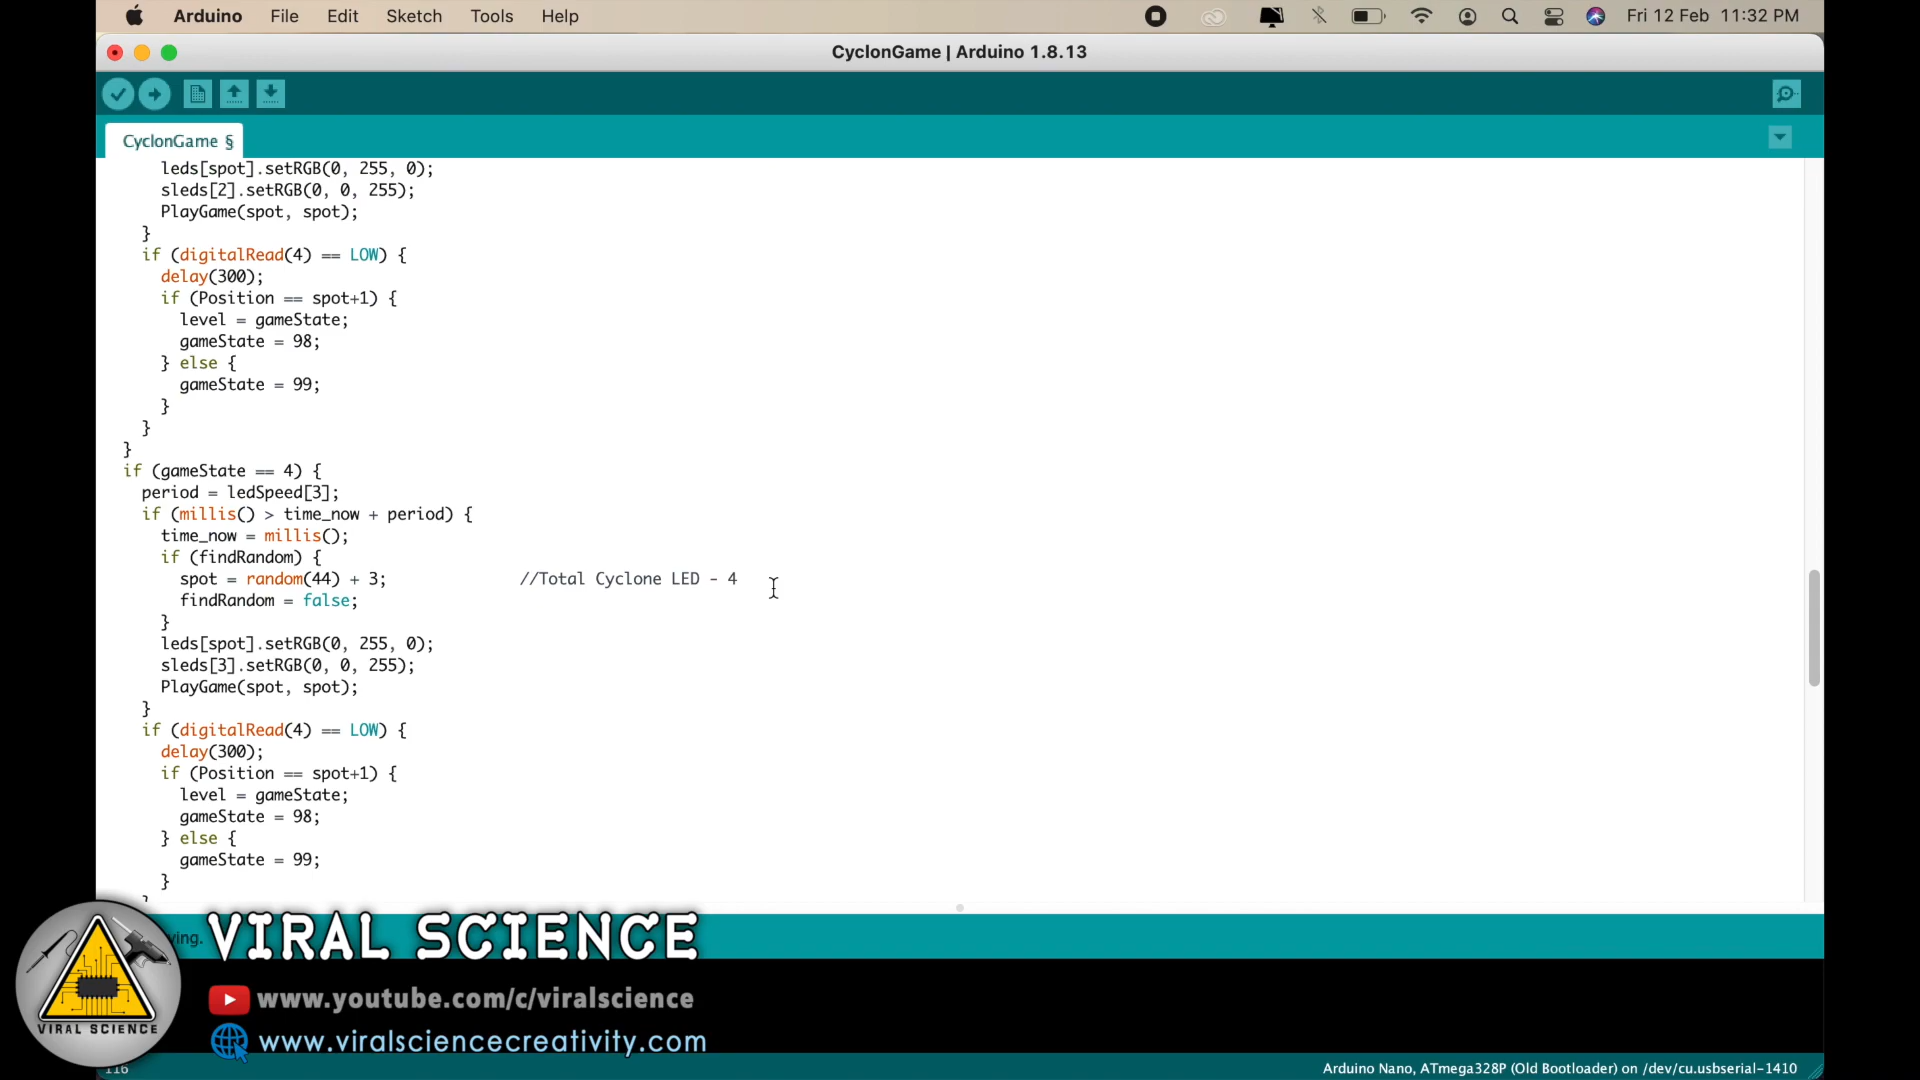 Arduino File Edit Sketch Tools Help Fri 12 Feb 11:32 PM
CyclonGame | Arduino 1.8.13
CyclonGame §
leds[spot].setRGB(0, 255, 0);
sleds[2].setRGB(0, 0, 255);
PlayGame(spot, spot);
}
if (digitalRead(4) == LOW) {
delay(300);
if (Position == spot+1) {
level = gameState;
gameState = 98;
} else {
gameState = 99;
}
}
}
if (gameState == 4) {
period = ledSpeed[3];
if (millis() > time_now + period) {
time_now = millis();
if (findRandom) {
spot = random(44) + 3; //Total Cyclone LED - 4
findRandom = false;
}
leds[spot].setRGB(0, 255, 0);
sleds[3].setRGB(0, 0, 255);
PlayGame(spot, spot);
}
if (digitalRead(4) == LOW) {
delay(300);
if (Position == spot+1) {
level = gameState;
gameState = 98;
} else {
gameState = 99;
}
VIRAL SCIENCE
www.youtube.com/c/viralscience
VIRAL SCIENCE
www.viralsciencecreativity.com
116 Arduino Nano, ATmega328P (Old Bootloader) on /dev/cu.usbserial-1410